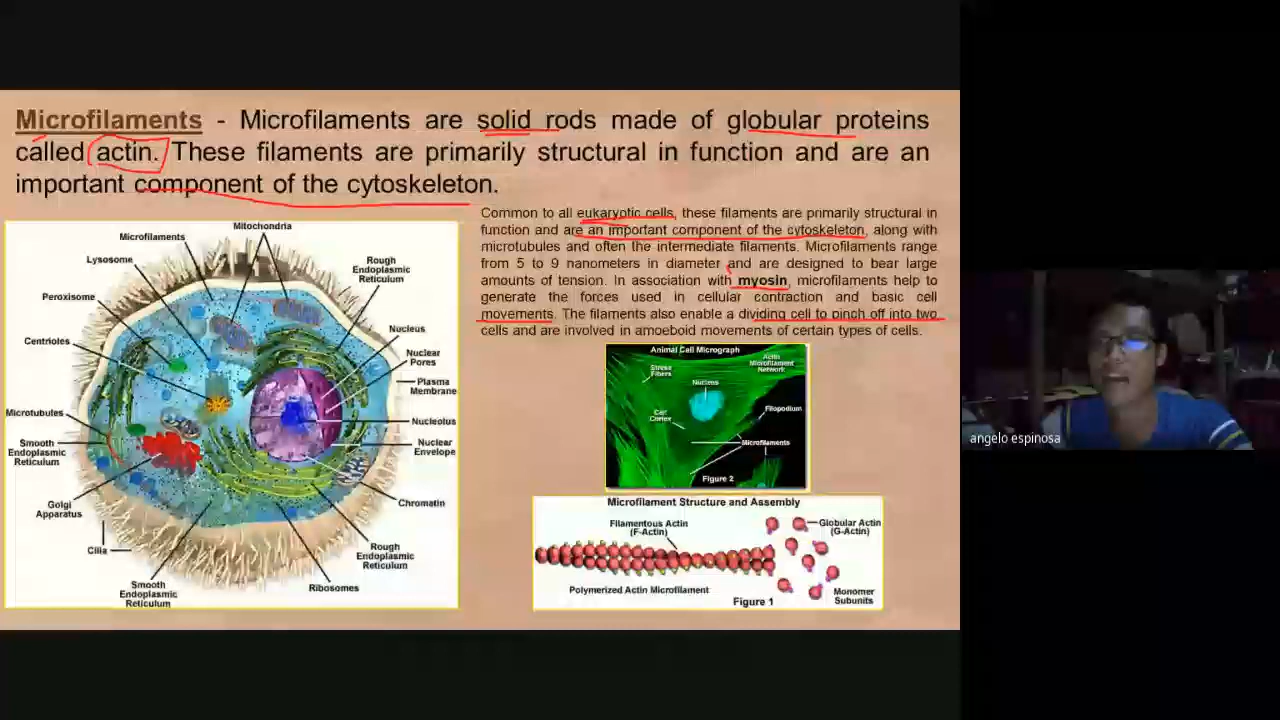 Microfilaments - Microfilaments are solid rods made of globular proteins
called actin. These filaments are primarily structural in function and are an
important component of the cytoskeleton.
Common to all eukaryotic cells, these filaments are primarily structural in
function and are an important component of the cytoskeleton, along with
microtubules and often the intermediate filaments. Microfilaments range
from 5 to 9 nanometers in diameter and are designed to bear large
amounts of tension. In association with myosin, microfilaments help to
generate the forces used in cellular contraction and basic cell
movements. The filaments also enable a dividing cell to pinch off into two
cells and are involved in amoeboid movements of certain types of cells.
Mitochondria
Microfilaments
Lysosome
Rough
Endoplasmic
Reticulum
Peroxisome
Nucleus
Centrioles
Nuclear
Pores
Plasma
Membrane
Microtubules
Nucleolus
Smooth
Endoplasmic
Reticulum
Nuclear
Envelope
Golgi
Apparatus
Chromatin
Cilia
Rough
Endoplasmic
Reticulum
Smooth
Endoplasmic
Reticulum
Ribosomes
Animal Cell Micrograph
Stress
Fibers
Actin
Microfilament
Network
Nucleus
Cell
Cortex
Filopodium
Microfilaments
Figure 2
Microfilament Structure and Assembly
Filamentous Actin
(F-Actin)
Globular Actin
(G-Actin)
Polymerized Actin Microfilament
Monomer
Subunits
Figure 1
angelo espinosa